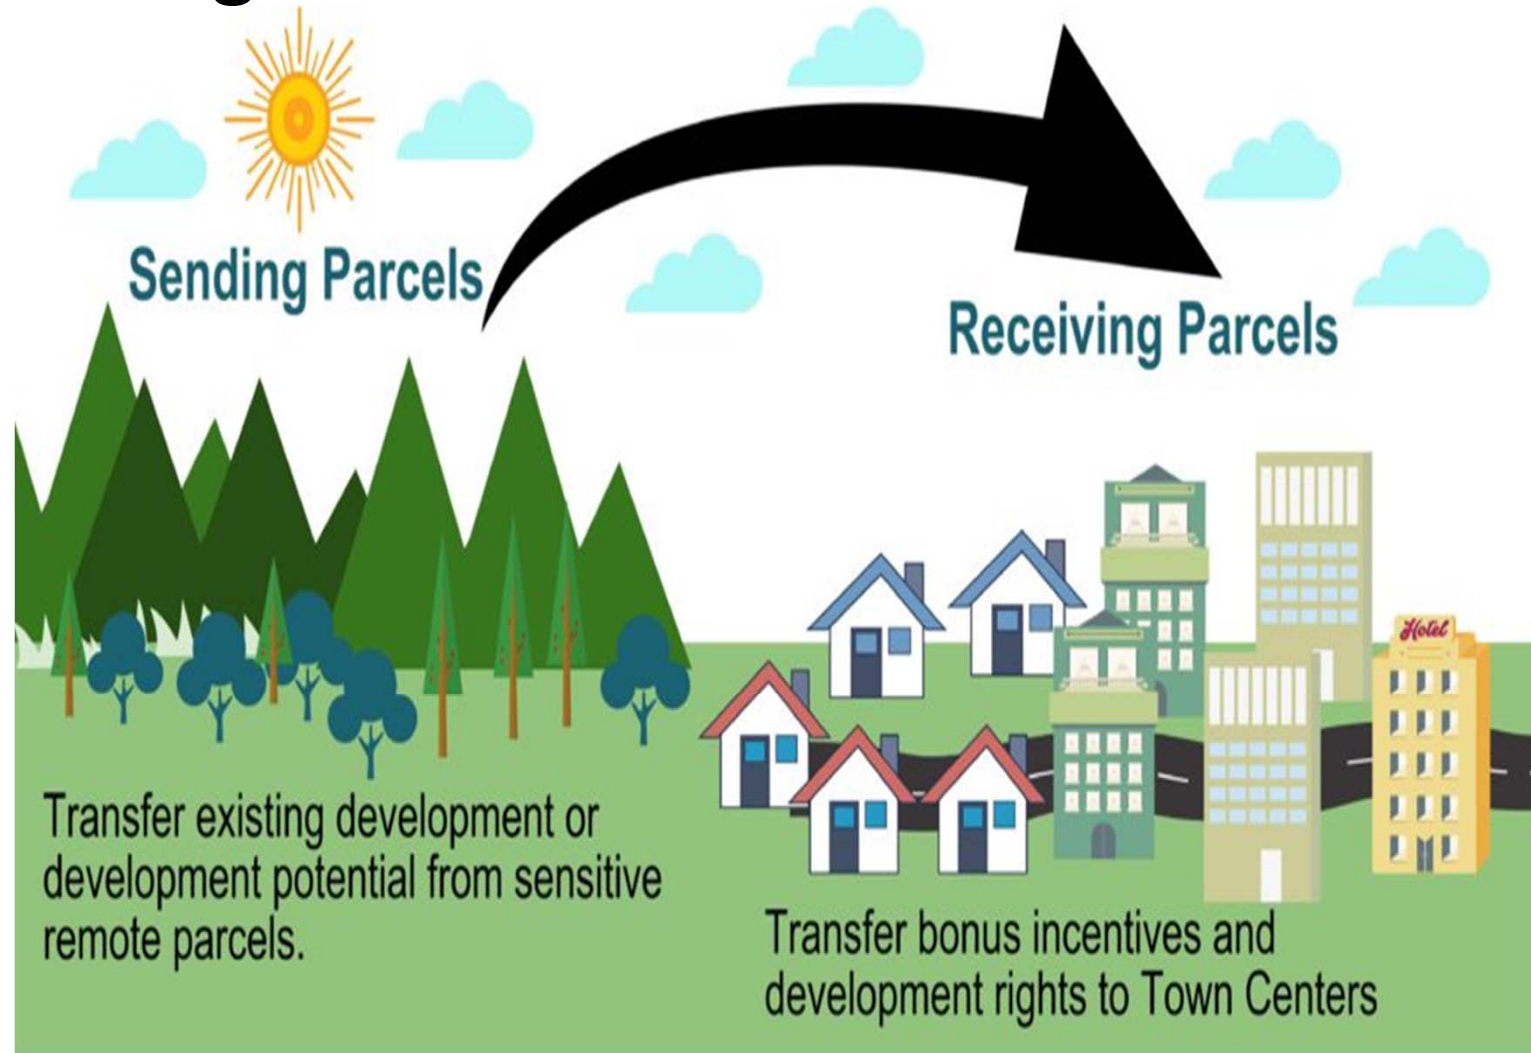 Sending Parcels
Receiving Parcels
Hotel
Transfer existing development or
development potential from sensitive
remote parcels.
Transfer bonus incentives and
development rights to Town Centers